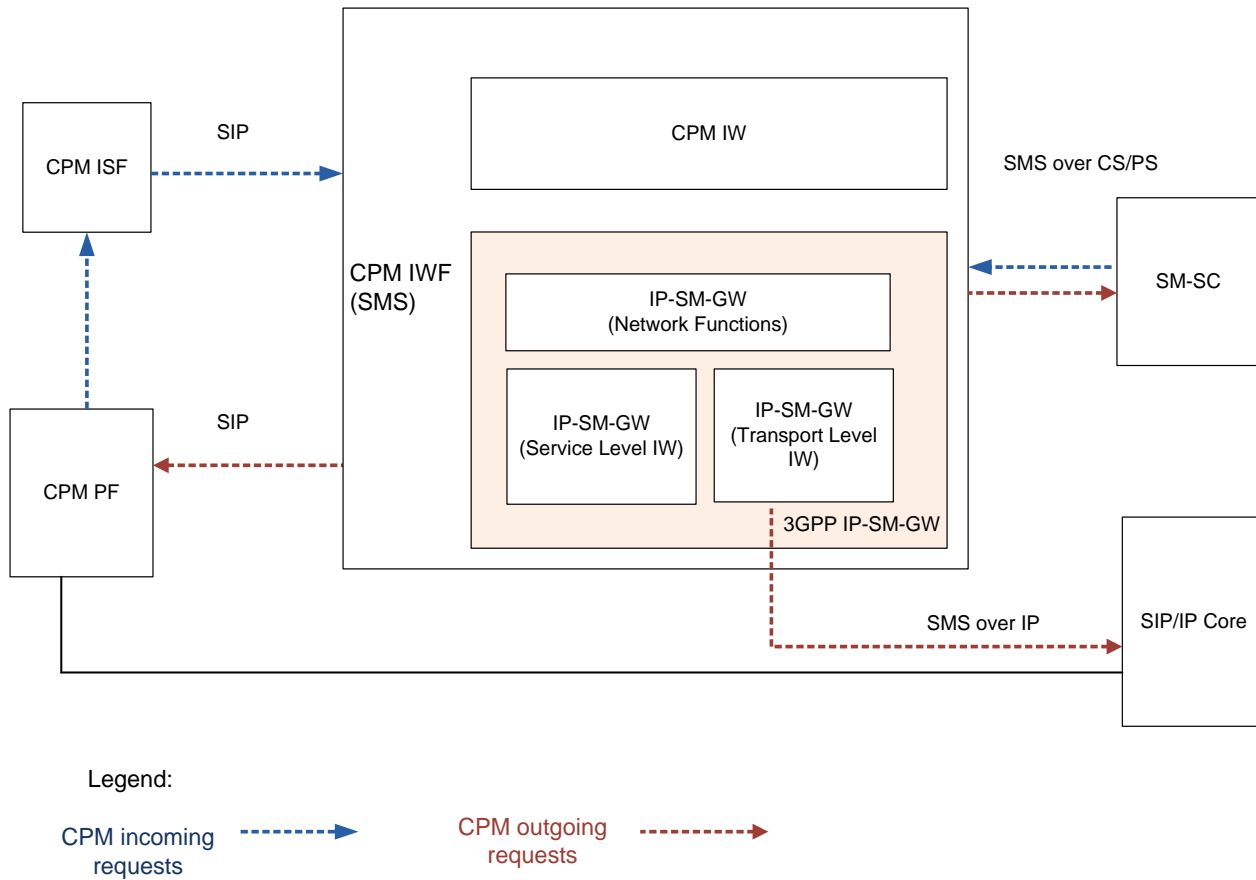 CPM IW
SIP
CPM ISF
SMS over CS/PS
CPM IWF
(SMS)
IP-SM-GW
(Network Functions)
SM-SC
IP-SM-GW
(Service Level IW)
IP-SM-GW
(Transport Level
IW)
SIP
CPM PF
3GPP IP-SM-GW
SMS over IP
SIP/IP Core
Legend:
CPM incoming
requests
CPM outgoing
requests